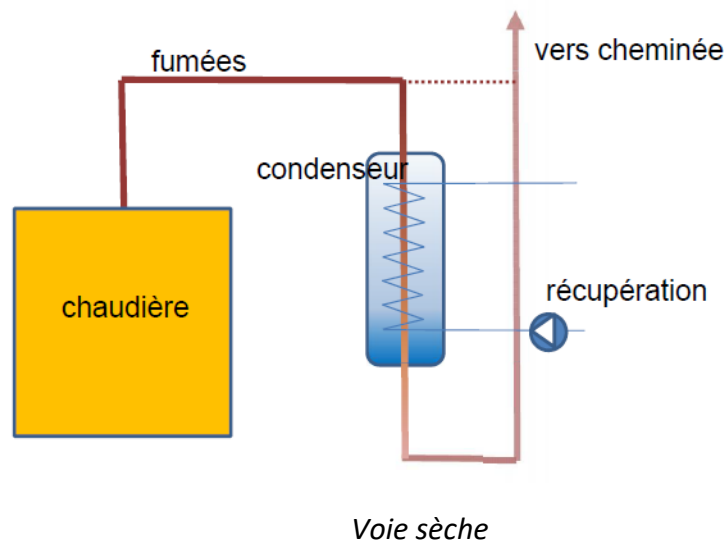 vers cheminée
fumées
condenseur
récupération
chaudière
Voie sèche